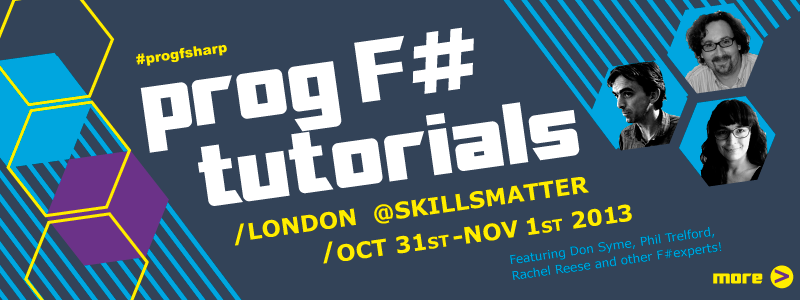 #progfsharp
prog F#
tutorials
/LONDON @SKILLSMATTER
/OCT 31ST-NOV 1ST 2013
Featuring Don Syme, Phil Trelford,
Rachel Reese and other F#experts!
more >